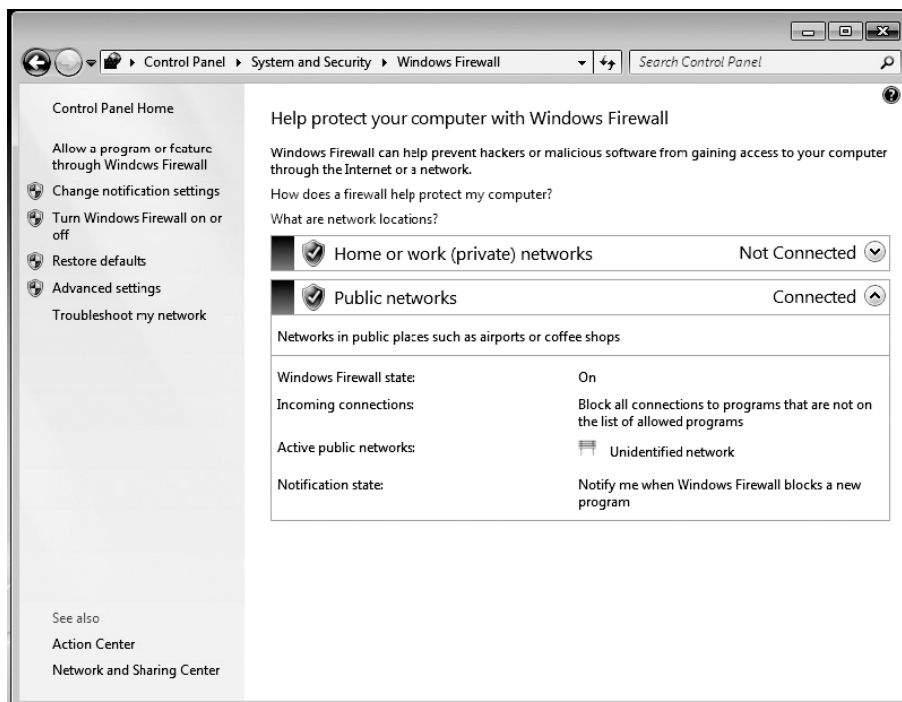 Control Panel ▸ System and Security ▸ Windows Firewall
Search Control Panel
Control Panel Home
Allow a program or feature
through Windows Firewall
Change notification settings
Turn Windows Firewall on or
off
Restore defaults
Advanced settings
Troubleshoot my network
See also
Action Center
Network and Sharing Center
Help protect your computer with Windows Firewall
Windows Firewall can help prevent hackers or malicious software from gaining access to your computer
through the Internet or a network.
How does a firewall help protect my computer?
What are network locations?
Home or work (private) networks Not Connected
Public networks Connected
Networks in public places such as airports or coffee shops
Windows Firewall state: On
Incoming connections: Block all connections to programs that are not on
the list of allowed programs
Active public networks: Unidentified network
Notification state: Notify me when Windows Firewall blocks a new
program